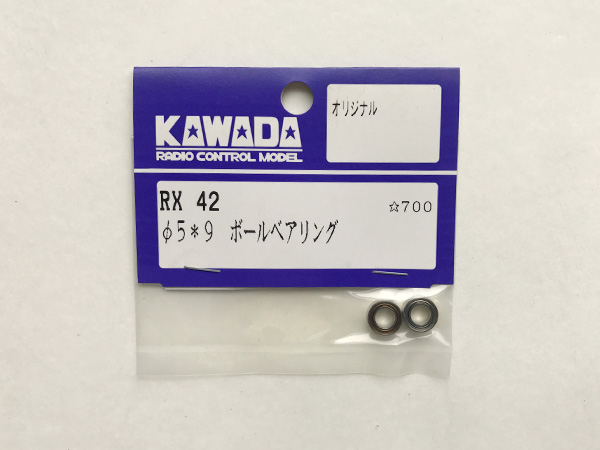 KAWADA
RADIO CONTROL MODEL
オリジナル
RX 42
☆700
φ5*9 ボールベアリング